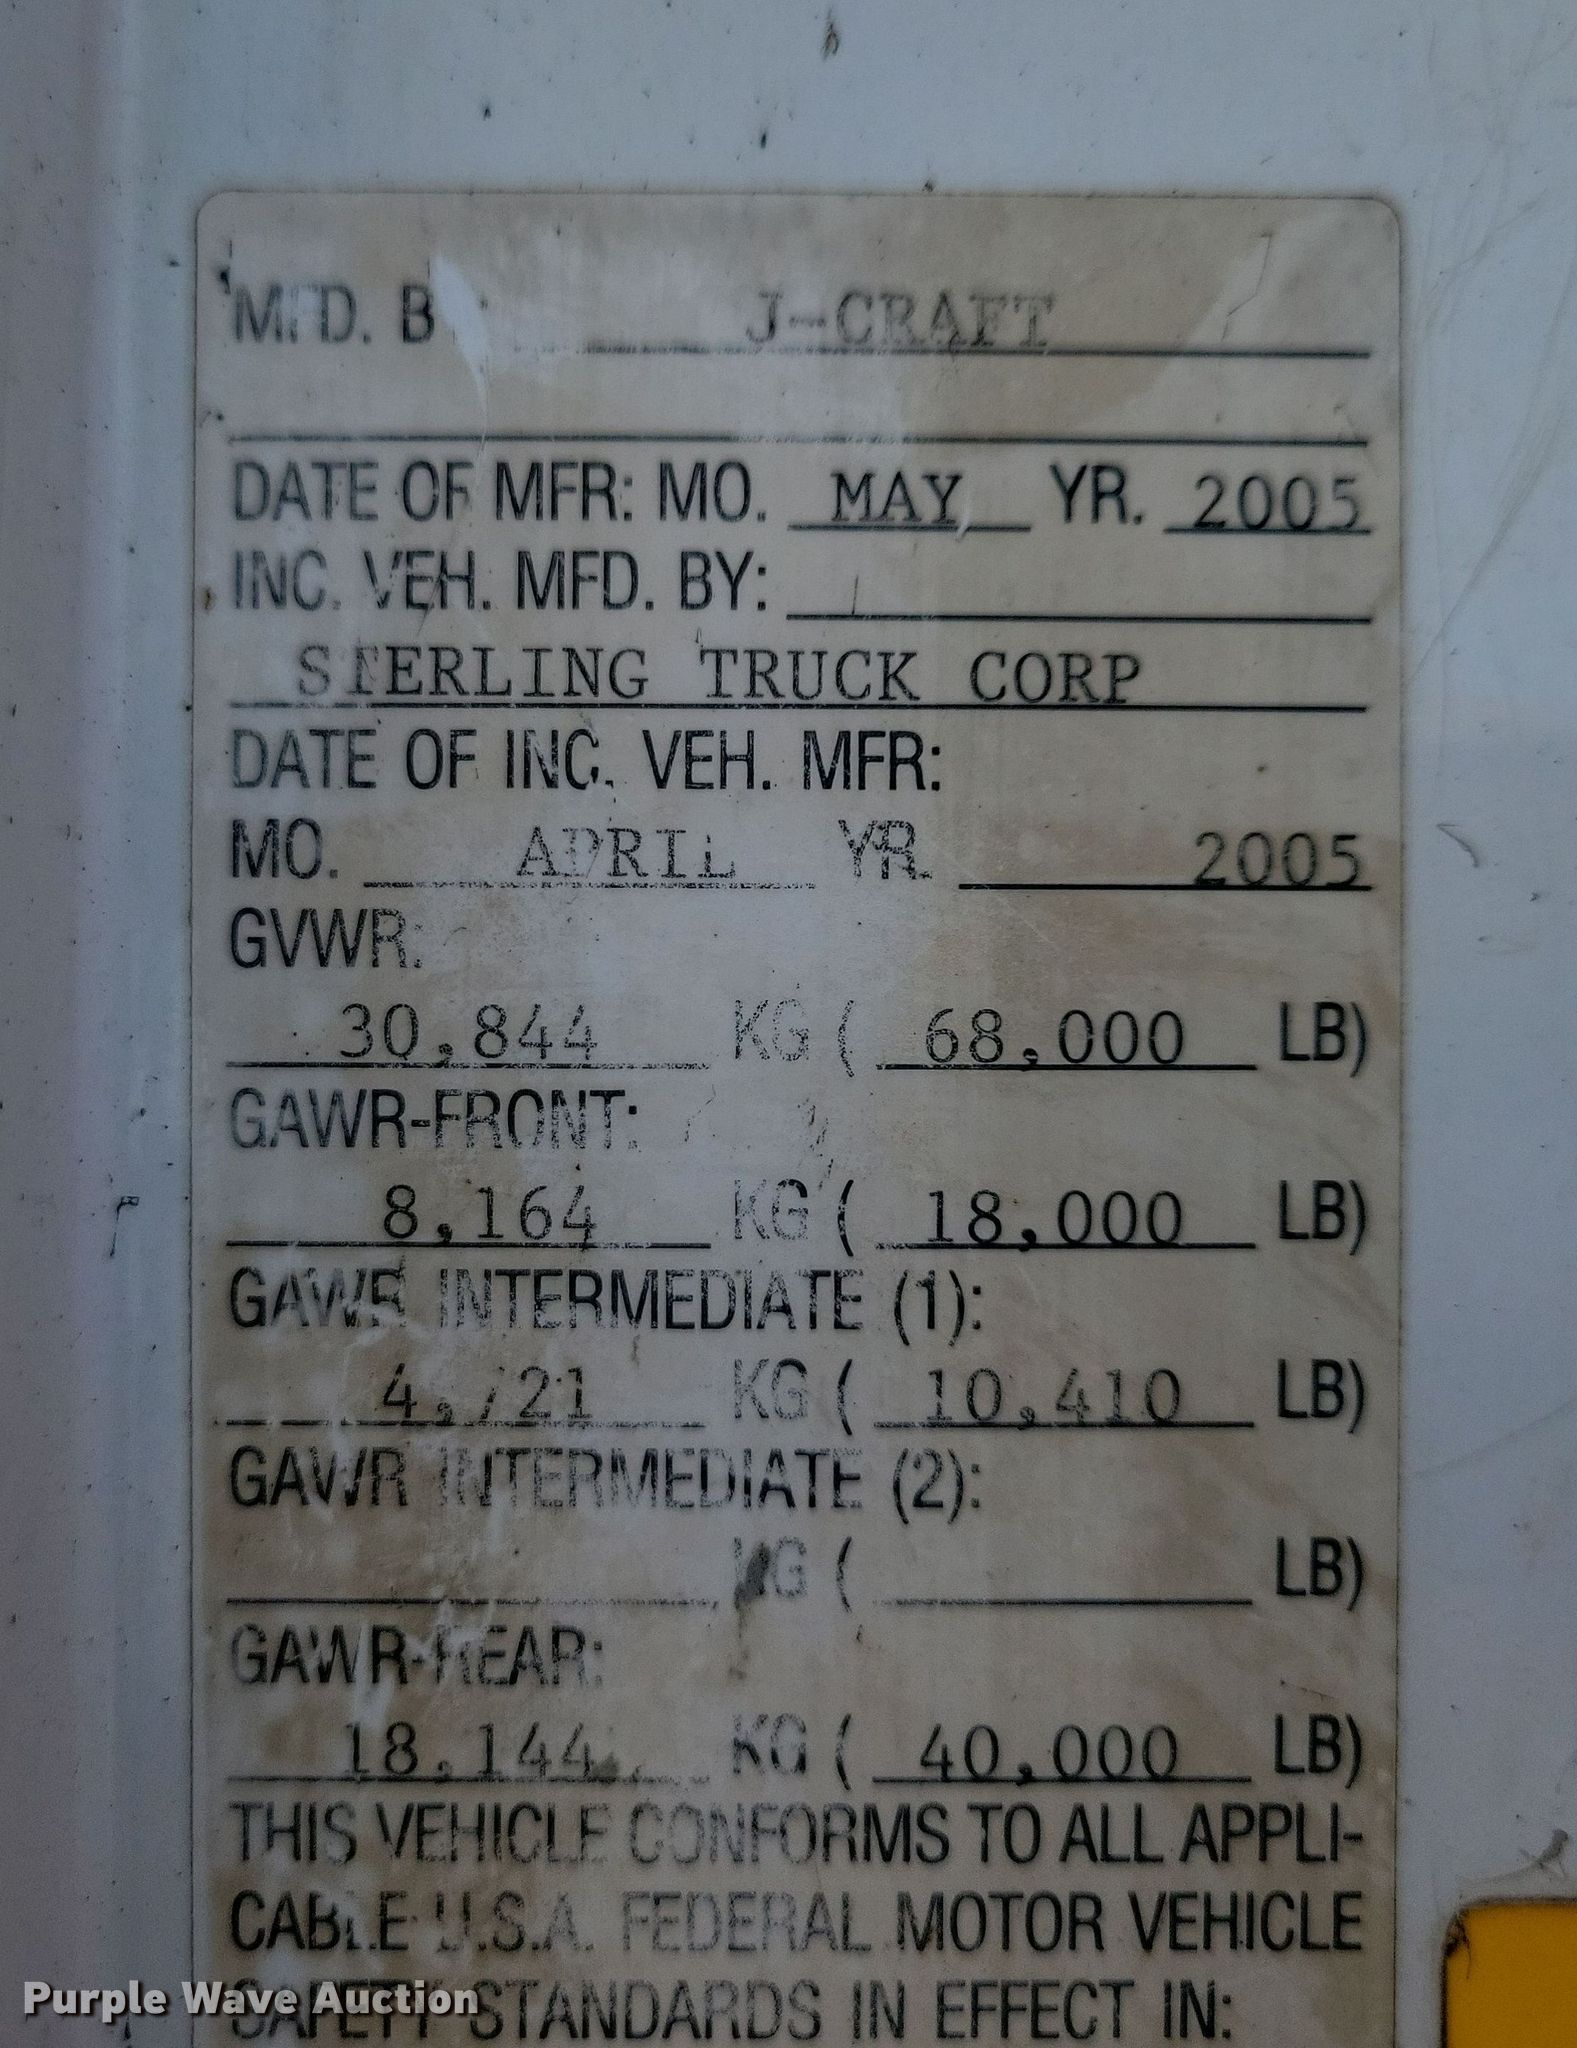 MFD. BY: J-CRAFT
DATE OF MFR: MO. MAY YR. 2005
INC. VEH. MFD. BY:
STERLING TRUCK CORP
DATE OF INC. VEH. MFR:
MO. APRIL YR. 2005
GVWR:
30,844 KG ( 68,000 LB)
GAWR-FRONT:
8,164 KG ( 18,000 LB)
GAWR INTERMEDIATE (1):
4,721 KG ( 10,410 LB)
GAWR INTERMEDIATE (2):
KG ( LB)
GAWR-REAR:
18,144 KG ( 40,000 LB)
THIS VEHICLE CONFORMS TO ALL APPLI-
CABLE U.S.A. FEDERAL MOTOR VEHICLE
SAFETY STANDARDS IN EFFECT IN:
Purple Wave Auction